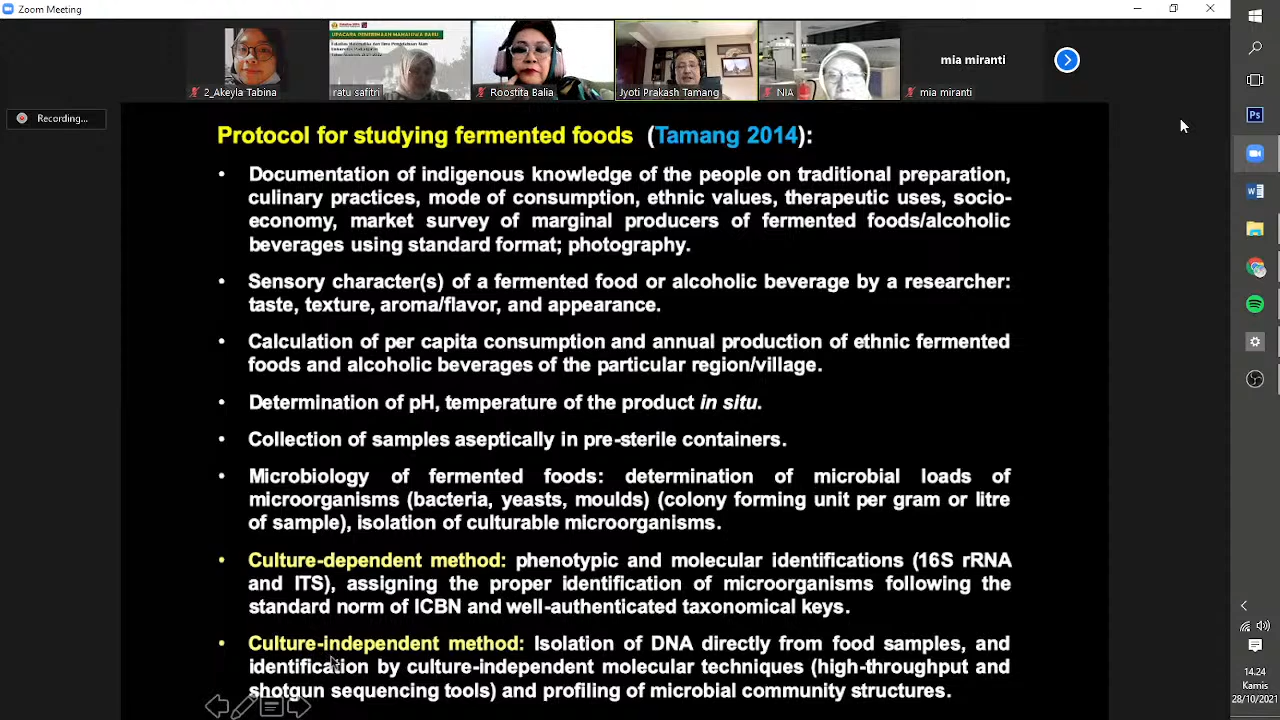 Zoom Meeting
UPACARA PENERIMAAN MAHASWA BARU
2_Akeyla Tabina
ratu safitri
Roostita Balia
Jyoti Prakash Tamang
NIA
mia miranti
mia miranti
Recording...
Protocol for studying fermented foods (Tamang 2014):
• Documentation of indigenous knowledge of the people on traditional preparation,
culinary practices, mode of consumption, ethnic values, therapeutic uses, socio-
economy, market survey of marginal producers of fermented foods/alcoholic
beverages using standard format; photography.
• Sensory character(s) of a fermented food or alcoholic beverage by a researcher:
taste, texture, aroma/flavor, and appearance.
• Calculation of per capita consumption and annual production of ethnic fermented
foods and alcoholic beverages of the particular region/village.
• Determination of pH, temperature of the product in situ.
• Collection of samples aseptically in pre-sterile containers.
• Microbiology of fermented foods: determination of microbial loads of
microorganisms (bacteria, yeasts, moulds) (colony forming unit per gram or litre
of sample), isolation of culturable microorganisms.
• Culture-dependent method: phenotypic and molecular identifications (16S rRNA
and ITS), assigning the proper identification of microorganisms following the
standard norm of ICBN and well-authenticated taxonomical keys.
• Culture-independent method: Isolation of DNA directly from food samples, and
identification by culture-independent molecular techniques (high-throughput and
shotgun sequencing tools) and profiling of microbial community structures.
Ps
14:24
Kamis
28/10/2021